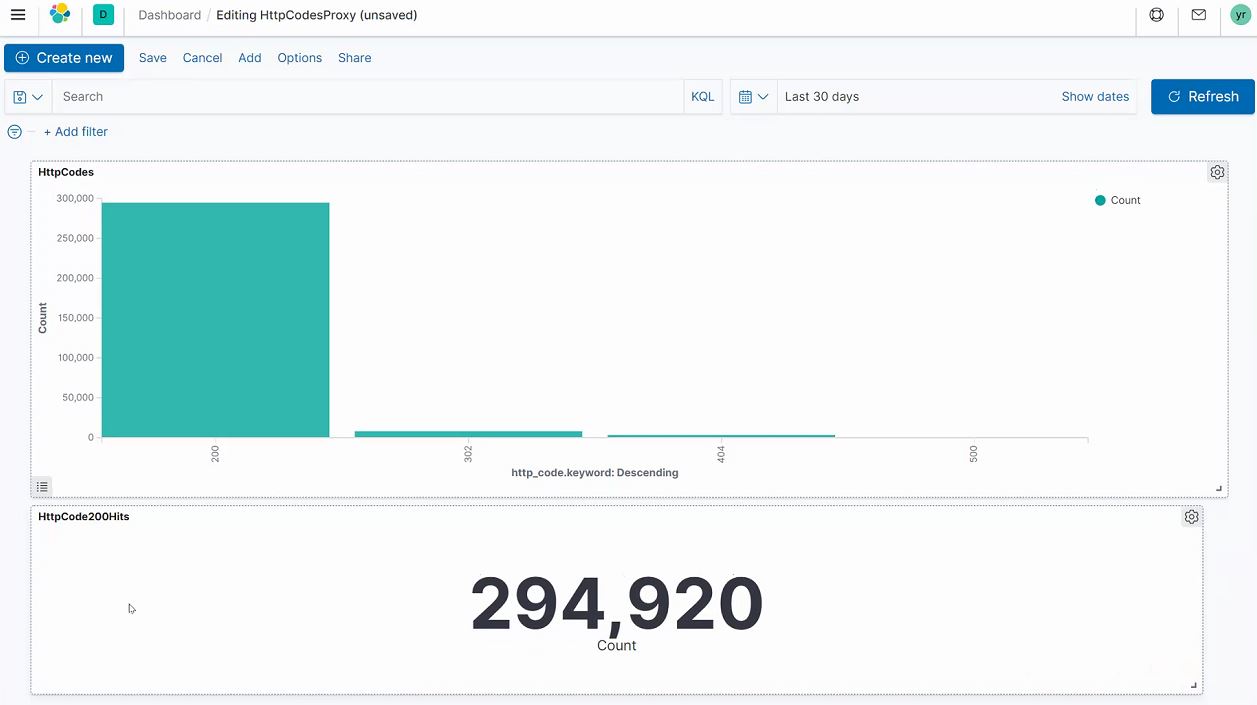 D Dashboard / Editing HttpCodesProxy (unsaved) yr
Create new Save Cancel Add Options Share
Search KQL Last 30 days Show dates Refresh
+ Add filter
HttpCodes
300,000
250,000
200,000
150,000
100,000
50,000
0
Count
200 302 404 500
http_code.keyword: Descending
Count
HttpCode200Hits
294,920
Count